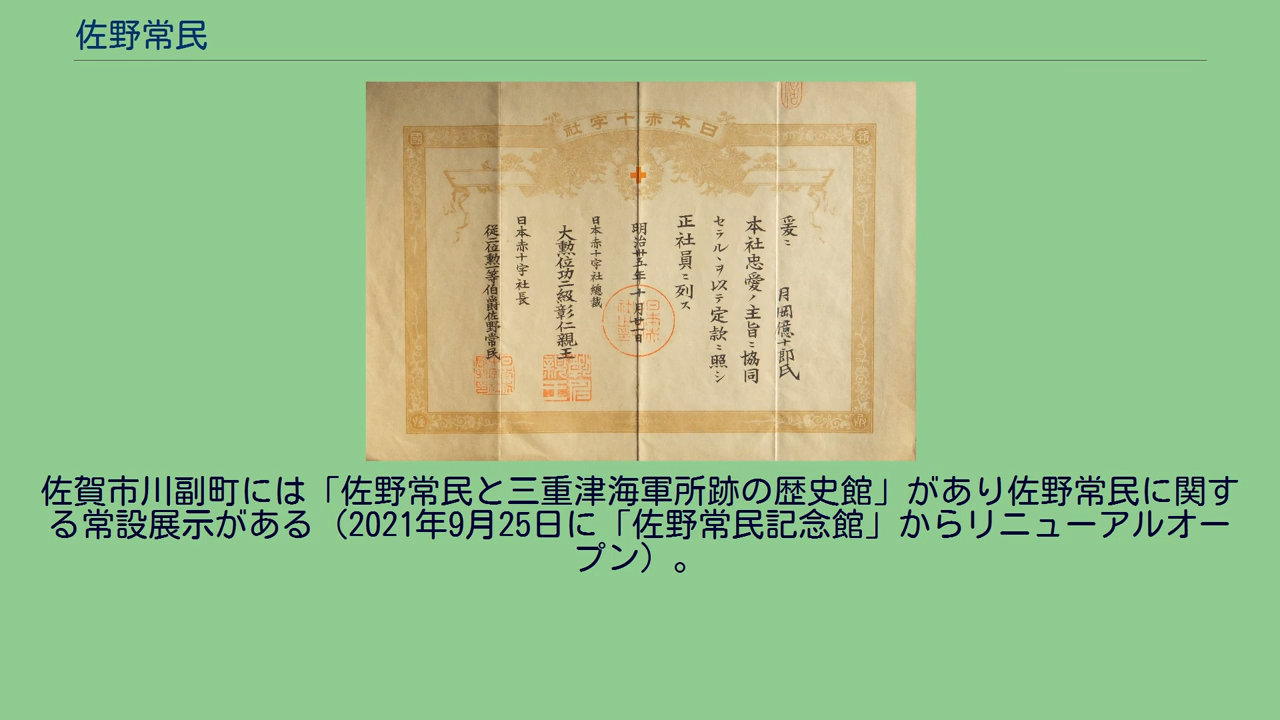 佐野常民
日本赤十字社
爰ニ 月岡億十郎氏
本社忠愛ノ主旨ニ協同
セラルヽヲ以テ定款ニ照シ
正社員ニ列ス
明治廿五年十月廿一日
日本赤十字社總裁
大勲位功二級彰仁親王
日本赤十字社長
従二位勲一等伯爵佐野常民
佐賀市川副町には「佐野常民と三重津海軍所跡の歴史館」があり佐野常民に関す
る常設展示がある（2021年9月25日に「佐野常民記念館」からリニューアルオー
プン）。